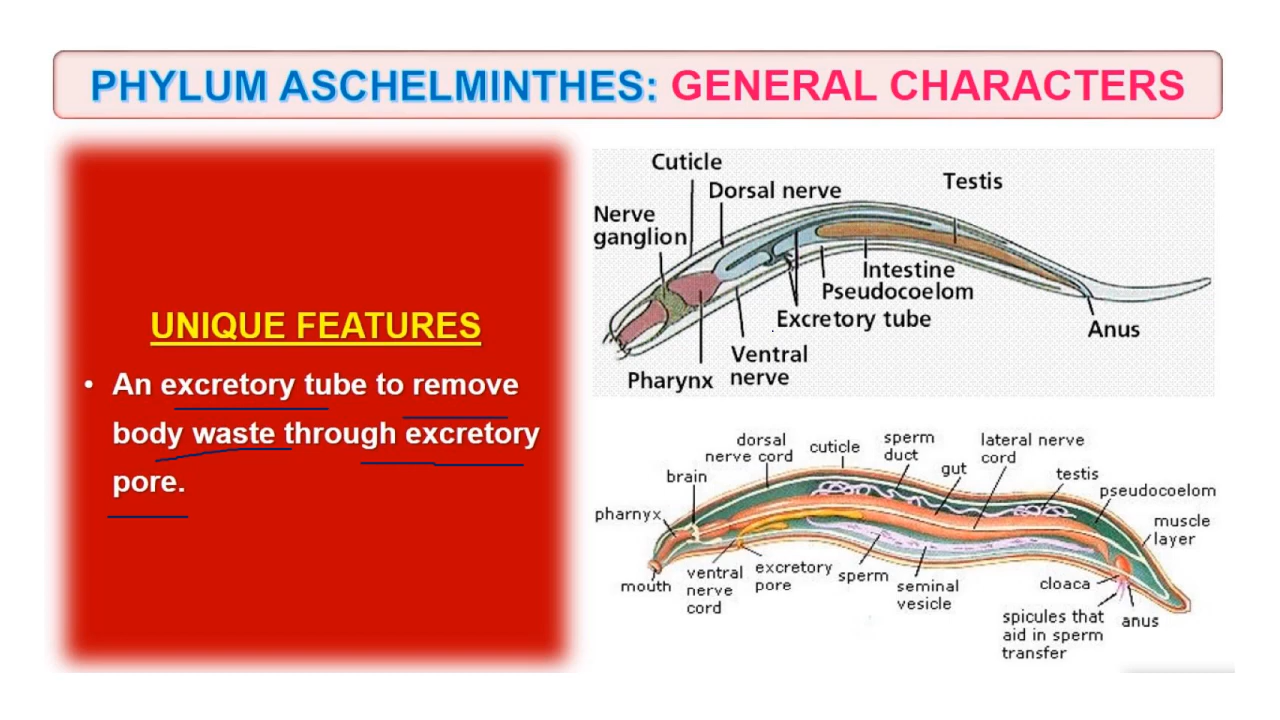 PHYLUM ASCHELMINTHES: GENERAL CHARACTERS
UNIQUE FEATURES
• An excretory tube to remove
body waste through excretory
pore.
Cuticle
Dorsal nerve
Testis
Nerve
ganglion
Intestine
Pseudocoelom
Excretory tube
Anus
Ventral
nerve
Pharynx
dorsal
nerve cord
cuticle
sperm
duct
gut
lateral nerve
cord
testis
pseudocoelom
muscle
layer
brain
pharnyx
mouth
ventral
nerve
cord
excretory
pore
sperm
seminal
vesicle
cloaca
spicules that
aid in sperm
transfer
anus